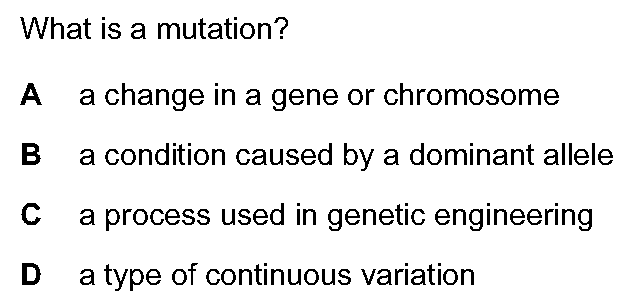 What is a mutation?
A a change in a gene or chromosome
B a condition caused by a dominant allele
C a process used in genetic engineering
D a type of continuous variation